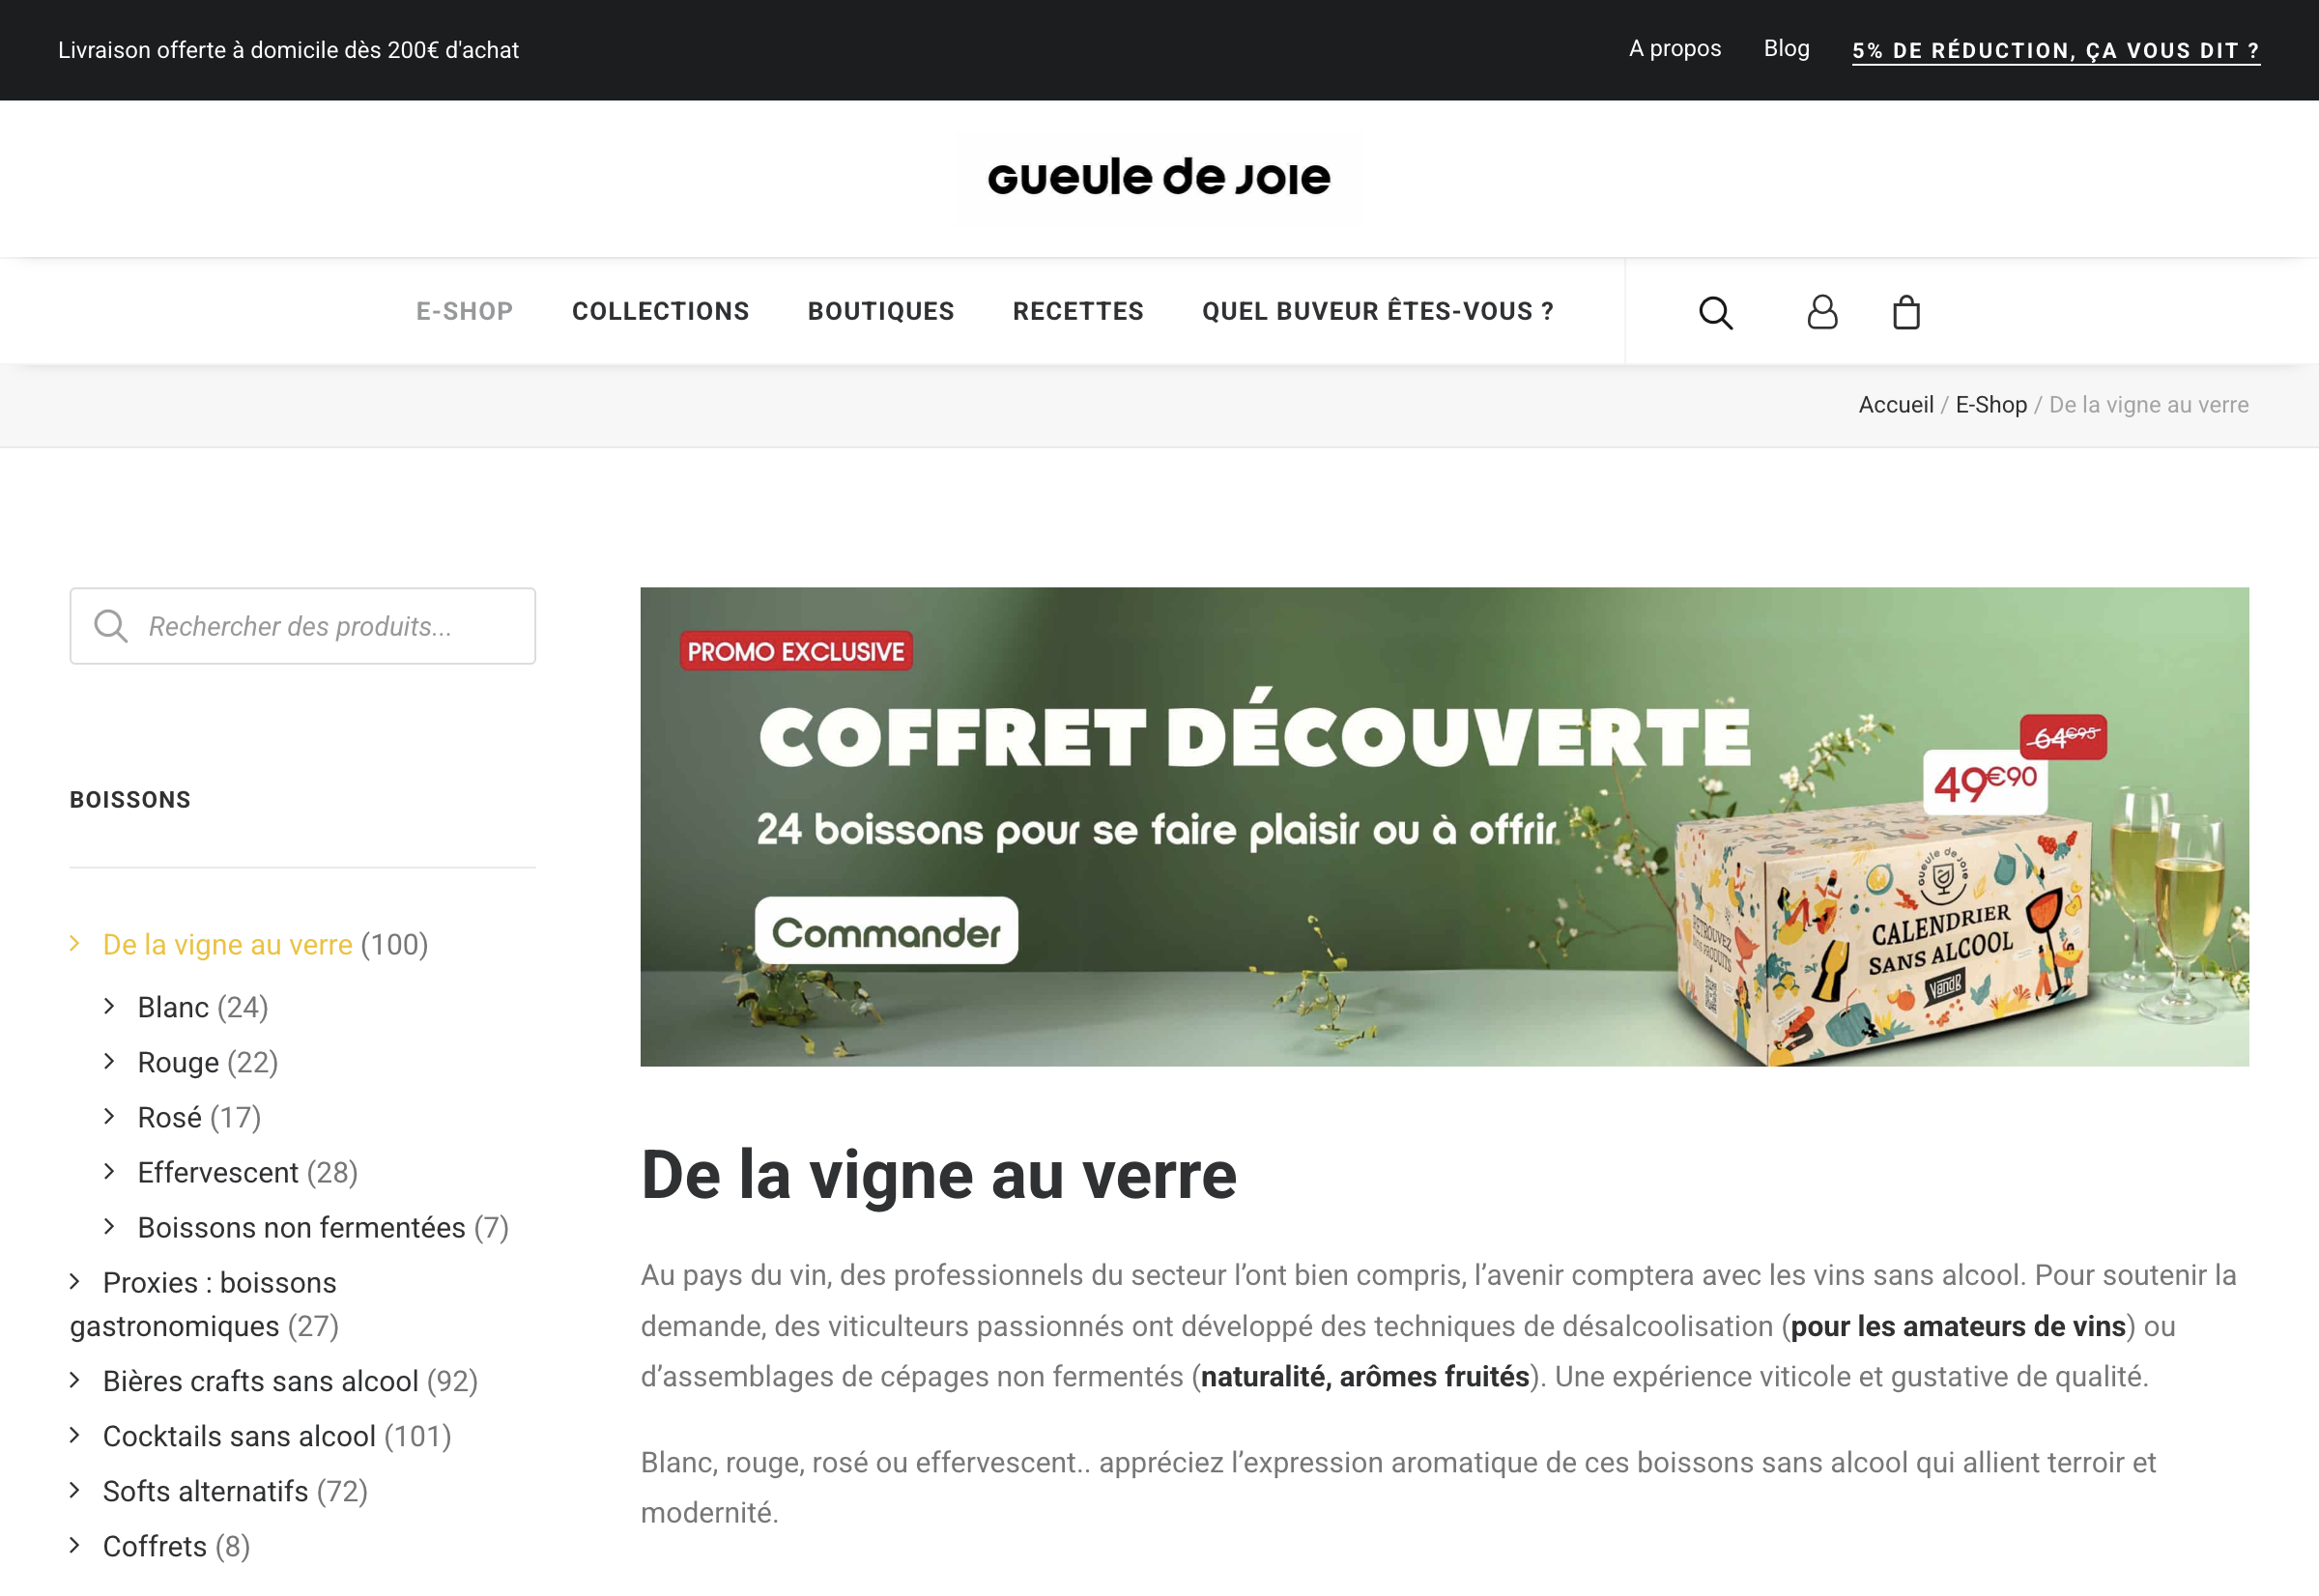 Livraison offerte à domicile dès 200€ d'achat
A propos
Blog
5% DE RÉDUCTION, ÇA VOUS DIT ?
GUEULE DE JOIE
E-SHOP
COLLECTIONS
BOUTIQUES
RECETTES
QUEL BUVEUR ÊTES-VOUS ?
Accueil / E-Shop / De la vigne au verre
Rechercher des produits...
BOISSONS
De la vigne au verre (100)
Blanc (24)
Rouge (22)
Rosé (17)
Effervescent (28)
Boissons non fermentées (7)
Proxies : boissons
gastronomiques (27)
Bières crafts sans alcool (92)
Cocktails sans alcool (101)
Softs alternatifs (72)
Coffrets (8)
PROMO EXCLUSIVE
COFFRET DÉCOUVERTE
24 boissons pour se faire plaisir ou à offrir.
Commander
64€95
49€90
gueule de joie
CALENDRIER
SANS ALCOOL
VandB
RETROUVEZ
NOS PRODUITS
De la vigne au verre
Au pays du vin, des professionnels du secteur l’ont bien compris, l’avenir comptera avec les vins sans alcool. Pour soutenir la
demande, des viticulteurs passionnés ont développé des techniques de désalcoolisation (pour les amateurs de vins) ou
d’assemblages de cépages non fermentés (naturalité, arômes fruités). Une expérience viticole et gustative de qualité.
Blanc, rouge, rosé ou effervescent.. appréciez l’expression aromatique de ces boissons sans alcool qui allient terroir et
modernité.